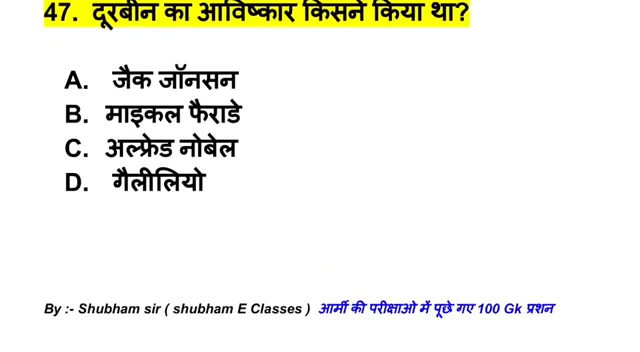 47. दूरबीन का आविष्कार किसने किया था?
A. जैक जॉनसन
B. माइकल फैराडे
C. अल्फ्रेड नोबेल
D. गैलीलियो
By :- Shubham sir ( shubham E Classes ) आर्मी की परीक्षाओ में पूछे गए 100 Gk प्रशन